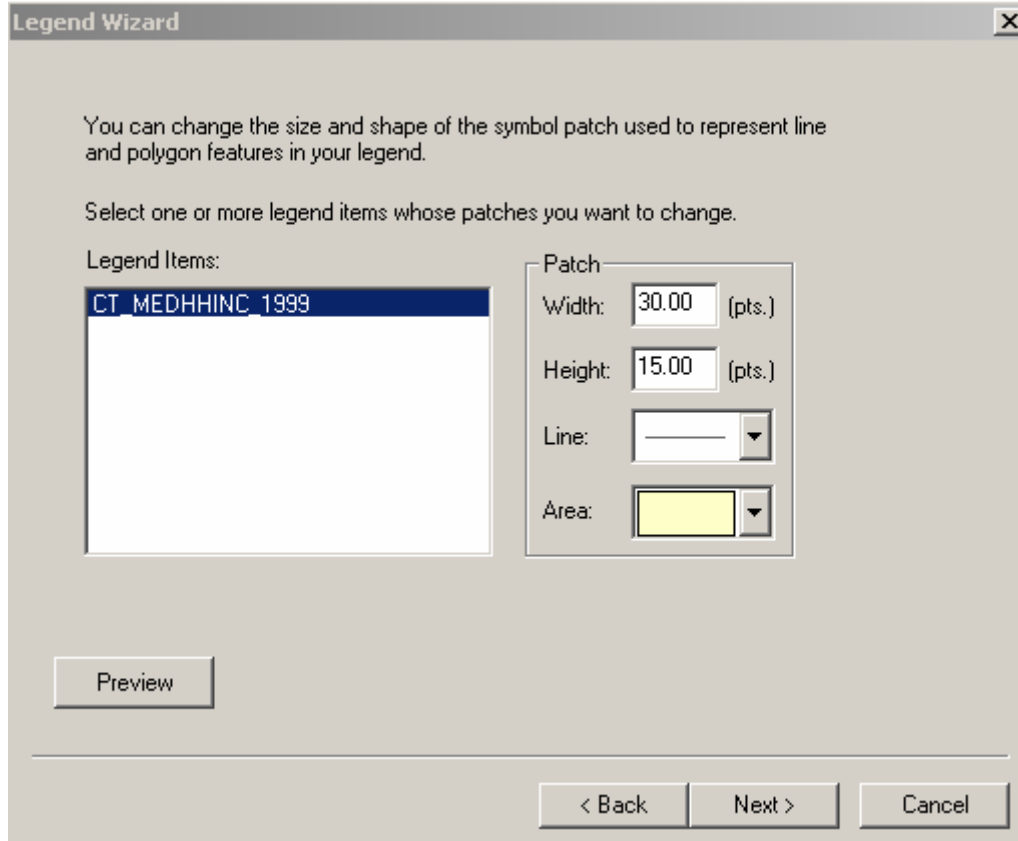 Legend Wizard
You can change the size and shape of the symbol patch used to represent line
and polygon features in your legend.
Select one or more legend items whose patches you want to change.
Legend Items:
CT_MEDHHINC_1999
Patch
Width: 30.00 (pts.)
Height: 15.00 (pts.)
Line:
Area:
Preview
< Back Next > Cancel